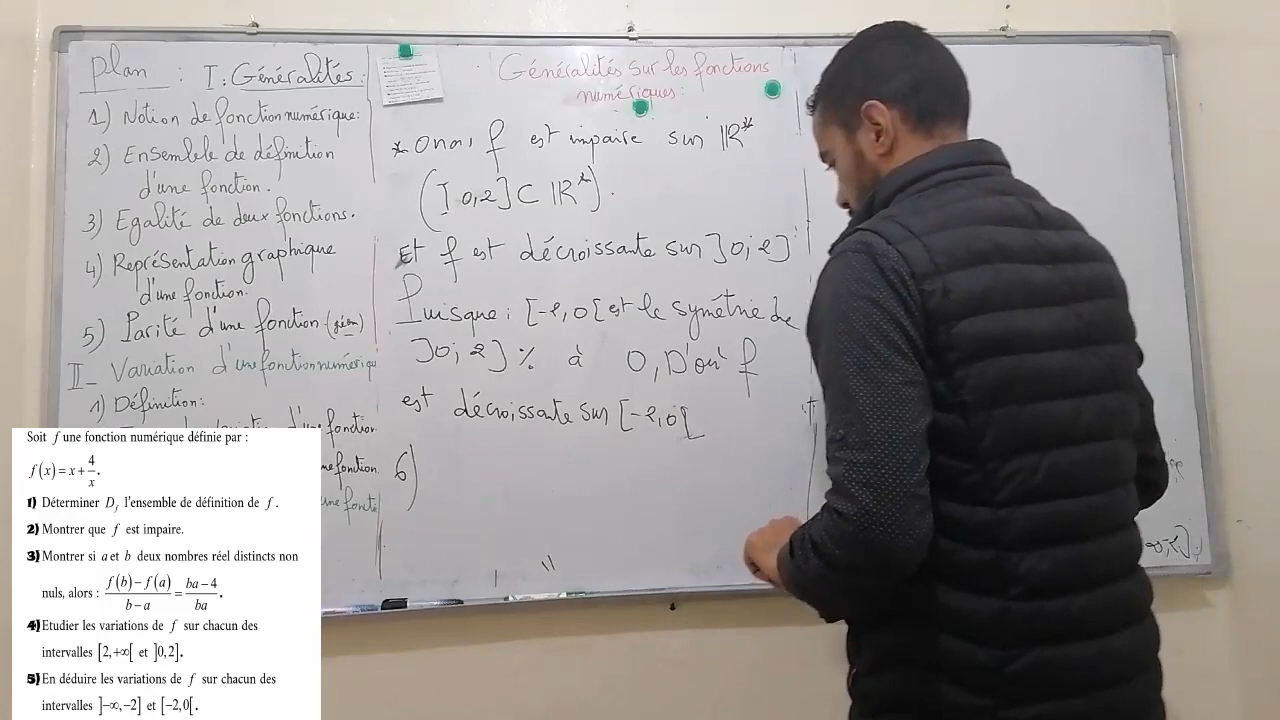 plan : I : Généralités :
1) Notion de fonction numérique:
2) Ensemble de définition
d'une fonction.
3) Egalité de deux fonctions.
4) Représentation graphique
d'une fonction.
5) Parité d'une fonction (géom)
II - Variation d'une fonction numériqu
1) Définition:
d'une fonction
une fonction.
Généralités sur les fonctions
numériques :
* On a, f est impaire sur ℝ*
(]0,2] ⊂ ℝ*).
Et f est décroissante sur ]0;2]
Puisque : [-2,0[ est le symétrie de
]0;2] % à 0, D'où f
est décroissante sur [-2,0[
6)
Soit f une fonction numérique définie par :
f(x) = x + 4/x.
1) Déterminer D_f l'ensemble de définition de f.
2) Montrer que f est impaire.
3) Montrer si a et b deux nombres réel distincts non
nuls, alors : (f(b)-f(a))/(b-a) = (ba-4)/ba.
4) Etudier les variations de f sur chacun des
intervalles [2,+∞[ et ]0,2].
5) En déduire les variations de f sur chacun des
intervalles ]-∞,-2] et [-2,0[.